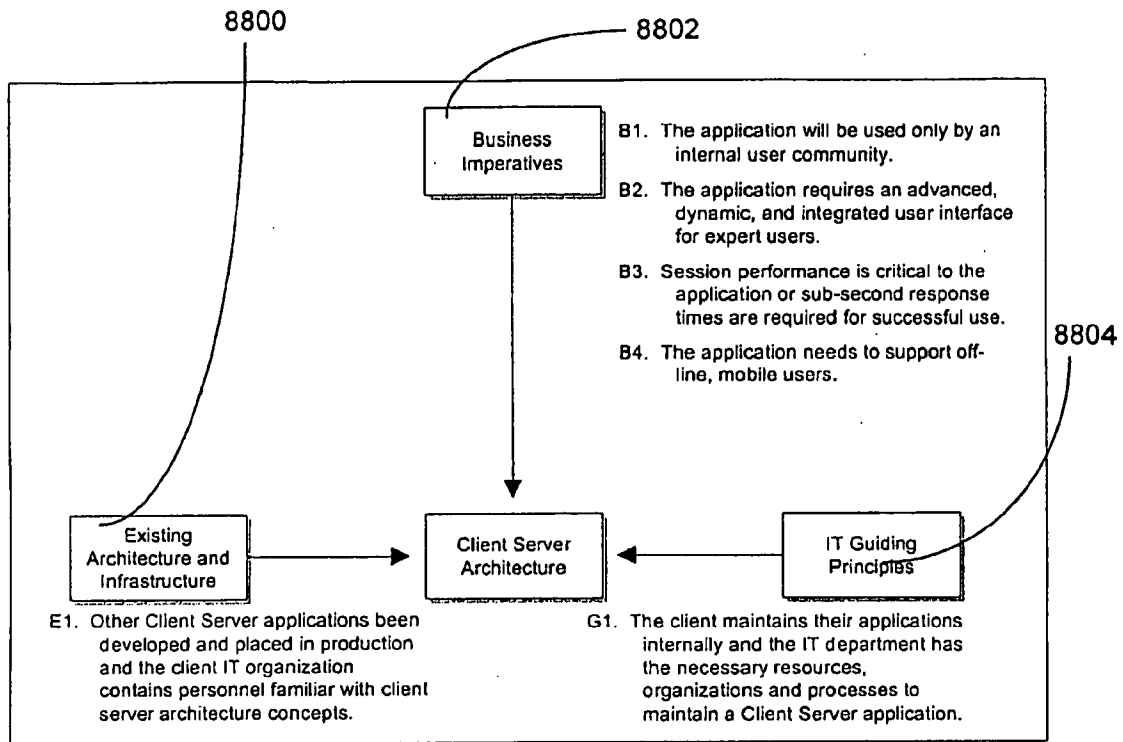 8800
8802
Business
Imperatives
B1. The application will be used only by an
internal user community.
B2. The application requires an advanced,
dynamic, and integrated user interface
for expert users.
B3. Session performance is critical to the
application or sub-second response
times are required for successful use.
B4. The application needs to support off-
line, mobile users.
8804
Existing
Architecture and
Infrastructure
Client Server
Architecture
IT Guiding
Principles
E1. Other Client Server applications been
developed and placed in production
and the client IT organization
contains personnel familiar with client
server architecture concepts.
G1. The client maintains their applications
internally and the IT department has
the necessary resources,
organizations and processes to
maintain a Client Server application.